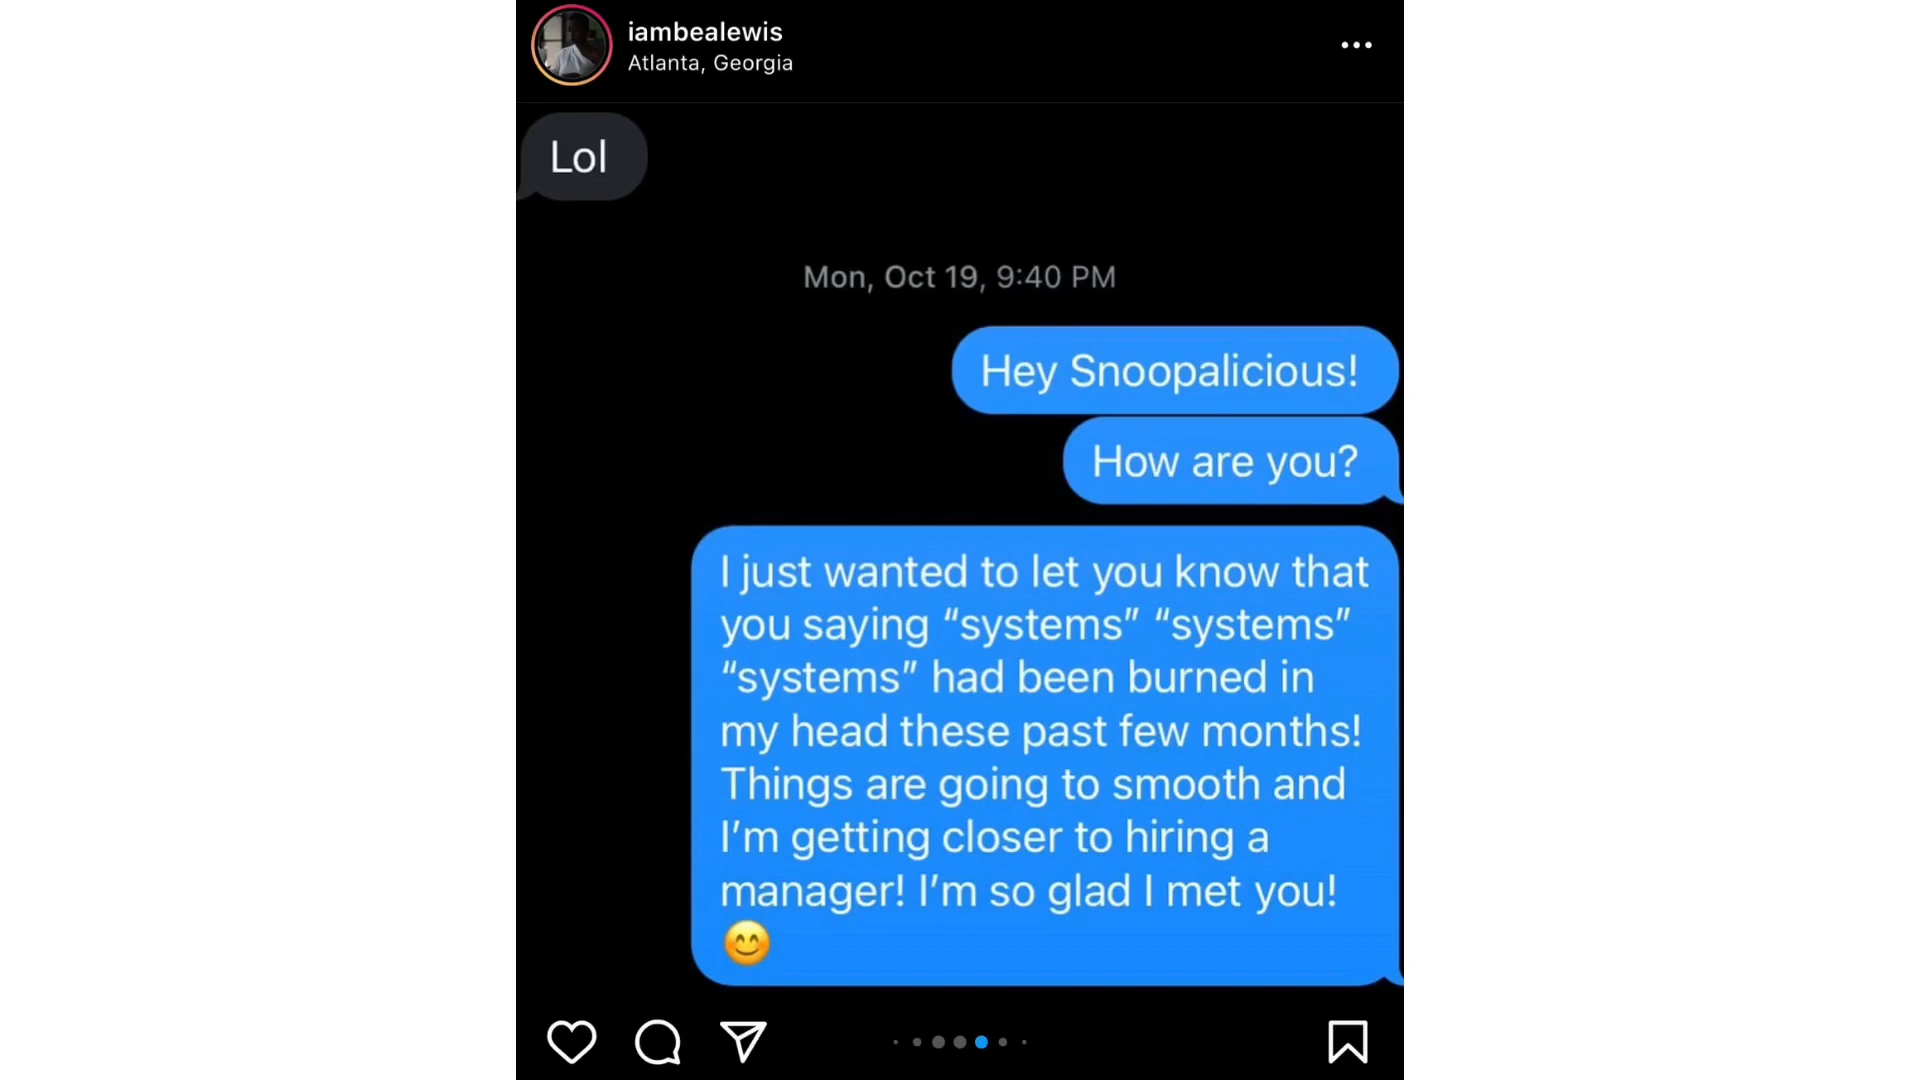 iambealewis
Atlanta, Georgia
Lol
Mon, Oct 19, 9:40 PM
Hey Snoopalicious!
How are you?
I just wanted to let you know that
you saying “systems” “systems”
“systems” had been burned in
my head these past few months!
Things are going to smooth and
I’m getting closer to hiring a
manager! I’m so glad I met you!
😊